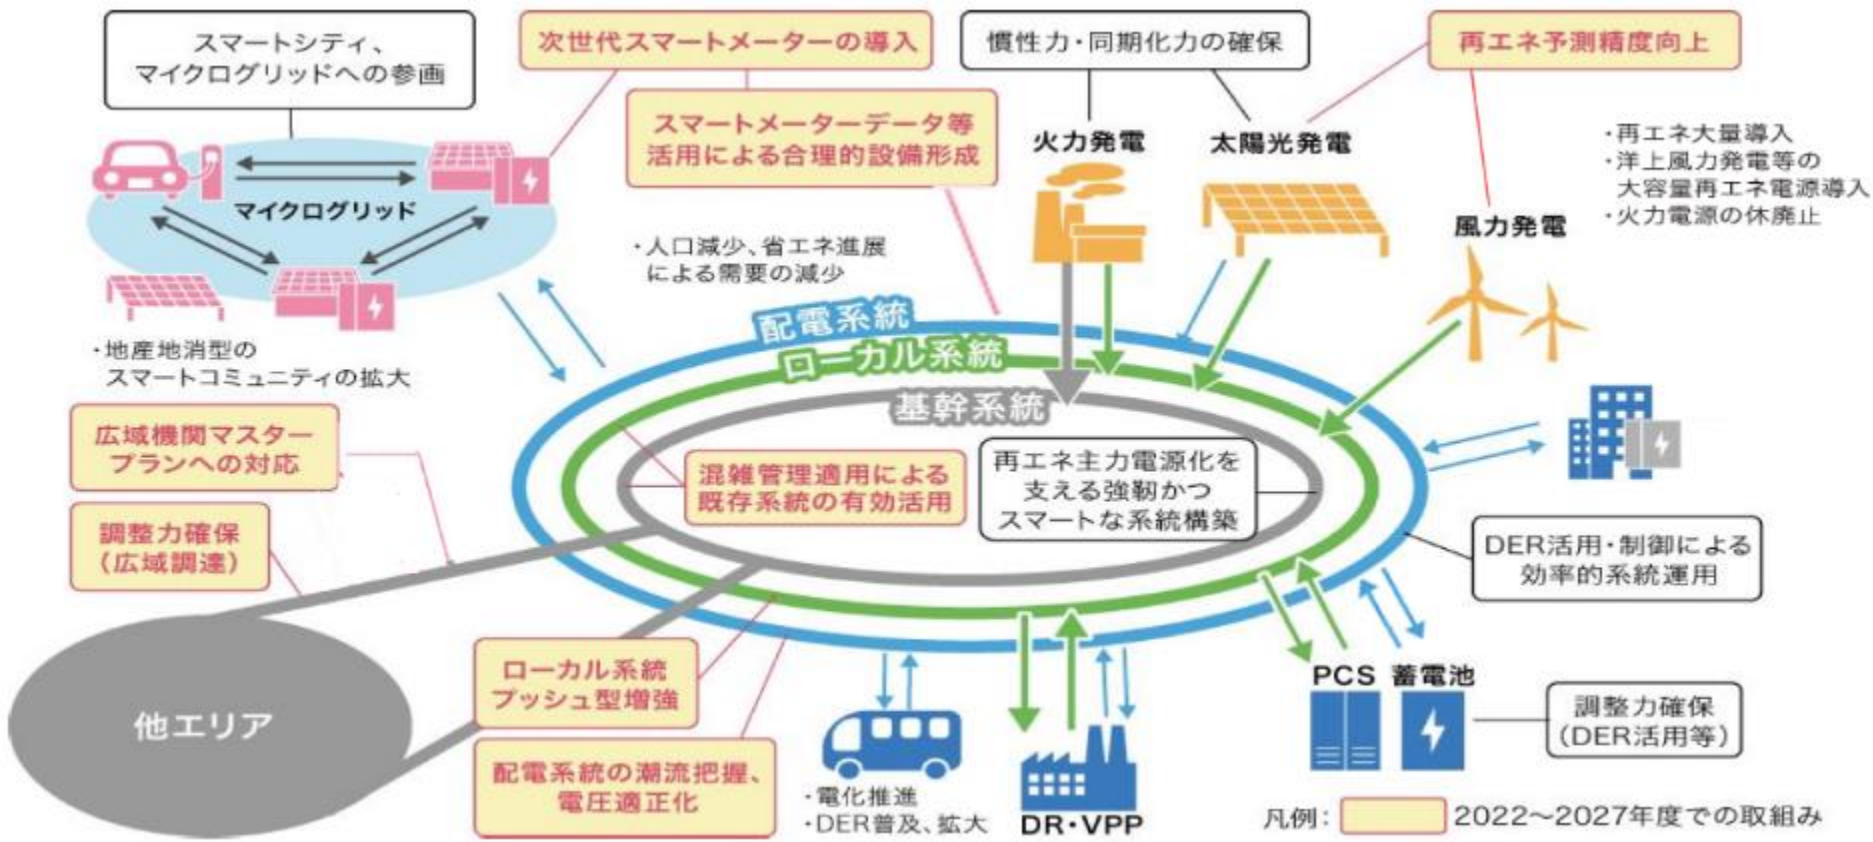 スマートシティ、
マイクログリッドへの参画
次世代スマートメーターの導入
慣性力・同期化力の確保
再エネ予測精度向上
スマートメーターデータ等
活用による合理的設備形成
火力発電
太陽光発電
・再エネ大量導入
・洋上風力発電等の
大容量再エネ電源導入
・火力電源の休廃止
マイクログリッド
風力発電
・人口減少、省エネ進展
による需要の減少
・地産地消型の
スマートコミュニティの拡大
配電系統
ローカル系統
基幹系統
広域機関マスター
プランへの対応
混雑管理適用による
既存系統の有効活用
再エネ主力電源化を
支える強靭かつ
スマートな系統構築
調整力確保
（広域調達）
DER活用・制御による
効率的系統運用
ローカル系統
プッシュ型増強
PCS 蓄電池
他エリア
調整力確保
（DER活用等）
配電系統の潮流把握、
電圧適正化
・電化推進
・DER普及、拡大
DR・VPP
凡例： 2022～2027年度での取組み